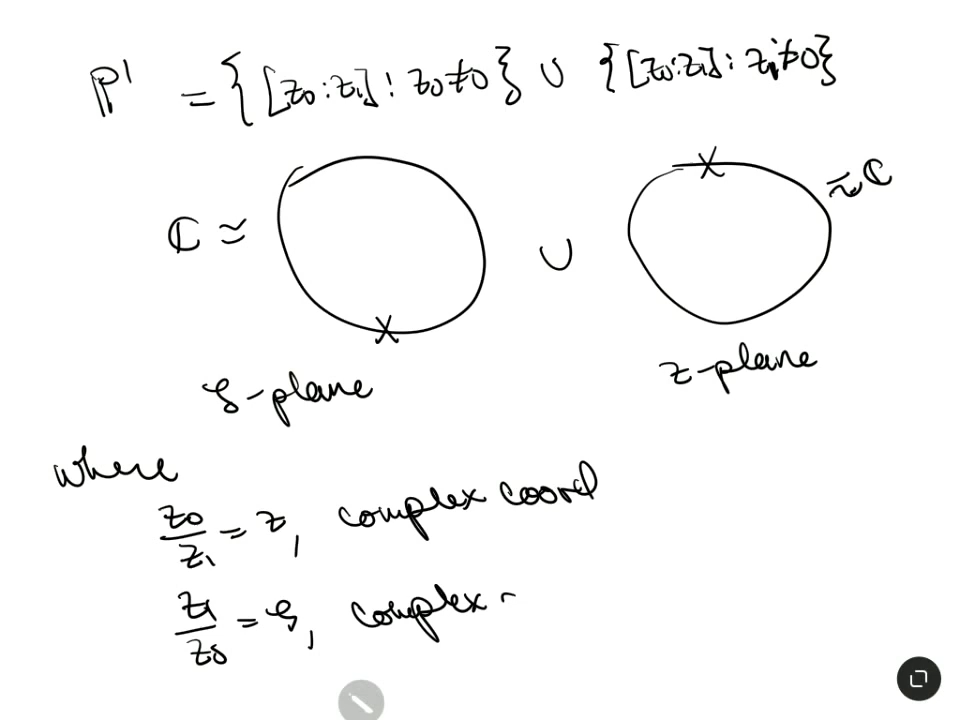 ℙ¹ = {[z₀:z₁]: z₀≠0} ∪ {[z₀:z₁]: z₁≠0}
ℂ ≃ ∪ ≃ ℂ
ζ-plane z-plane
where
z₀/z₁ = z, complex coord
z₁/z₀ = ζ, complex